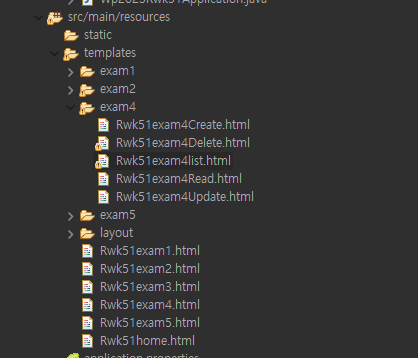 Wp2023Rwk51Application.java
src/main/resources
static
templates
exam1
exam2
exam4
Rwk51exam4Create.html
Rwk51exam4Delete.html
Rwk51exam4list.html
Rwk51exam4Read.html
Rwk51exam4Update.html
exam5
layout
Rwk51exam1.html
Rwk51exam2.html
Rwk51exam3.html
Rwk51exam4.html
Rwk51exam5.html
Rwk51home.html
application.properties